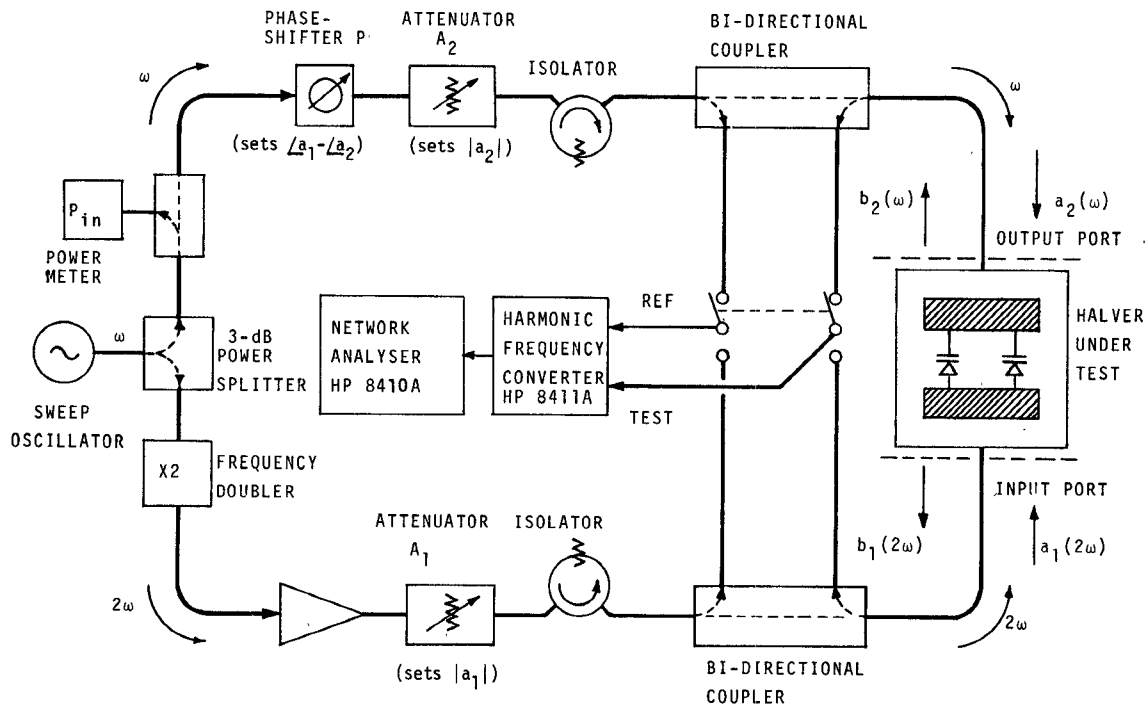 PHASE-
SHIFTER P
ATTENUATOR
A2
ISOLATOR
BI-DIRECTIONAL
COUPLER
ω
ω
(sets ∠a1-∠a2)
(sets |a2|)
Pin
POWER
METER
b2(ω)
a2(ω)
OUTPUT PORT
ω
3-dB
POWER
SPLITTER
SWEEP
OSCILLATOR
NETWORK
ANALYSER
HP 8410A
HARMONIC
FREQUENCY
CONVERTER
HP 8411A
REF
TEST
HALVER
UNDER
TEST
X2
FREQUENCY
DOUBLER
INPUT PORT
b1(2ω)
a1(2ω)
ATTENUATOR
A1
ISOLATOR
2ω
2ω
(sets |a1|)
BI-DIRECTIONAL
COUPLER